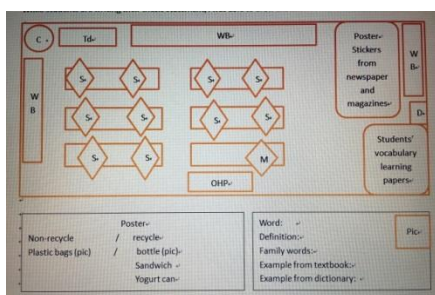 C
Td
WB
Poster
Stickers
from
newspaper
and
magazines
W
B
W
B
D
S
S
S
S
S
S
S
S
S
S
M
OHP
Students'
vocabulary
learning
papers
Poster
Non-recycle / recycle
Plastic bags (pic) / bottle (pic)
Sandwich
Yogurt can
Word:
Definition:
Family words:
Example from textbook:
Example from dictionary:
Pic